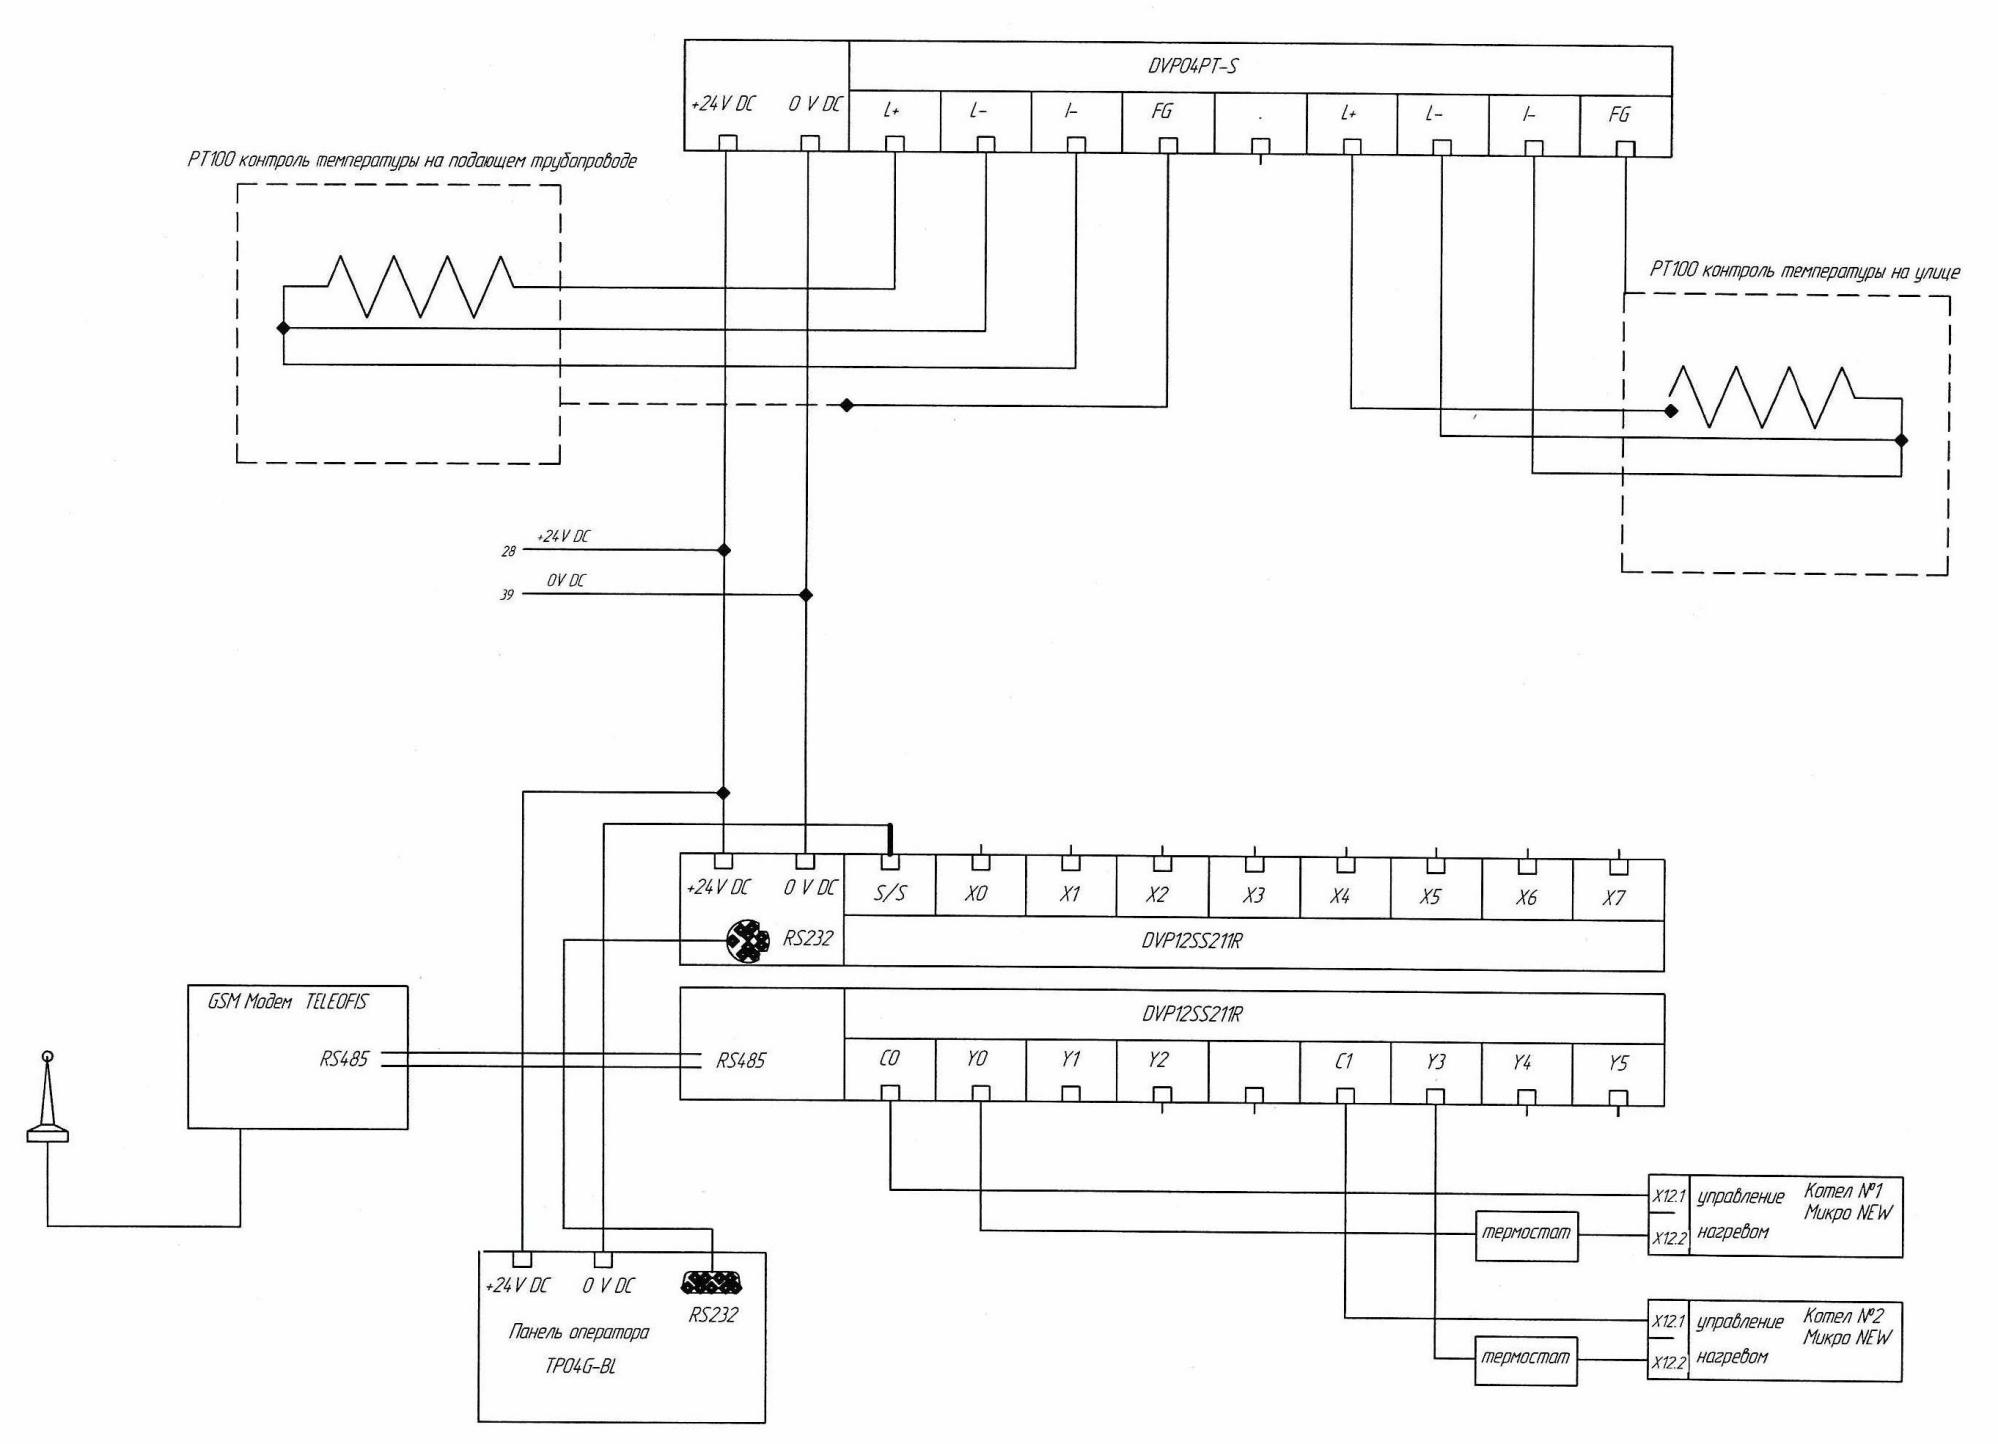 DVP04PT-S
+24V DC 0 V DC L+ L- I- FG . L+ L- I- FG
PT100 контроль температуры на подающем трубопроводе
PT100 контроль температуры на улице
28 +24V DC
39 0V DC
+24V DC 0 V DC S/S X0 X1 X2 X3 X4 X5 X6 X7
RS232 DVP12SS211R
GSM Модем TELEOFIS
DVP12SS211R
RS485 RS485 C0 Y0 Y1 Y2 C1 Y3 Y4 Y5
X12.1 управление Котел №1
Микро NEW
термостат X12.2 нагревом
+24V DC 0 V DC RS232
Панель оператора
TP04G-BL
X12.1 управление Котел №2
Микро NEW
термостат X12.2 нагревом